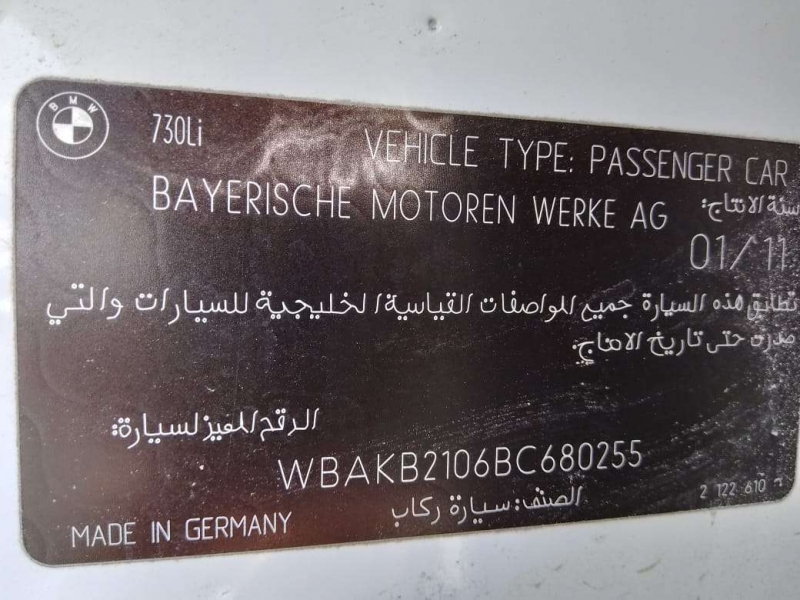 BMW
730Li
VEHICLE TYPE: PASSENGER CAR
BAYERISCHE MOTOREN WERKE AG
سنة الانتاج:
01/11
تطابق هذه السيارة جميع المواصفات القياسية الخليجية للسيارات والتي
صدرت حتى تاريخ الانتاج.
الرقم المميز لسيارة:
WBAKB2106BC680255
الصنف: سيارة ركاب
2 122 610
MADE IN GERMANY